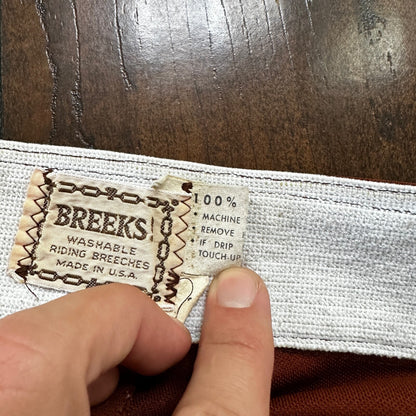 BREEKS
WASHABLE
RIDING BREECHES
MADE IN U.S.A.
100%
• MACHINE
• REMOVE
• IF DRIP
TOUCH-UP